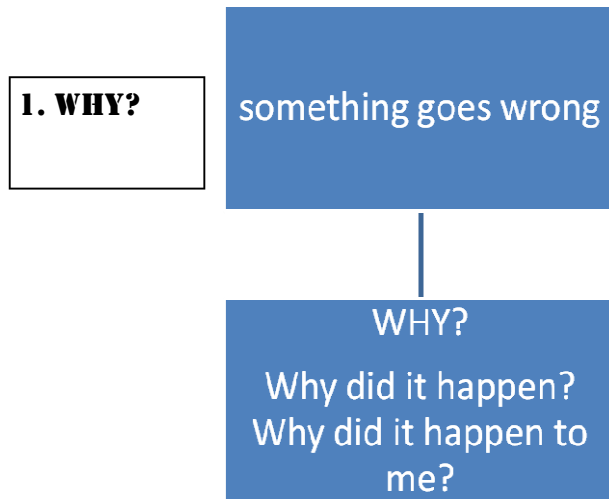 1. WHY?
something goes wrong
WHY?
Why did it happen?
Why did it happen to
me?